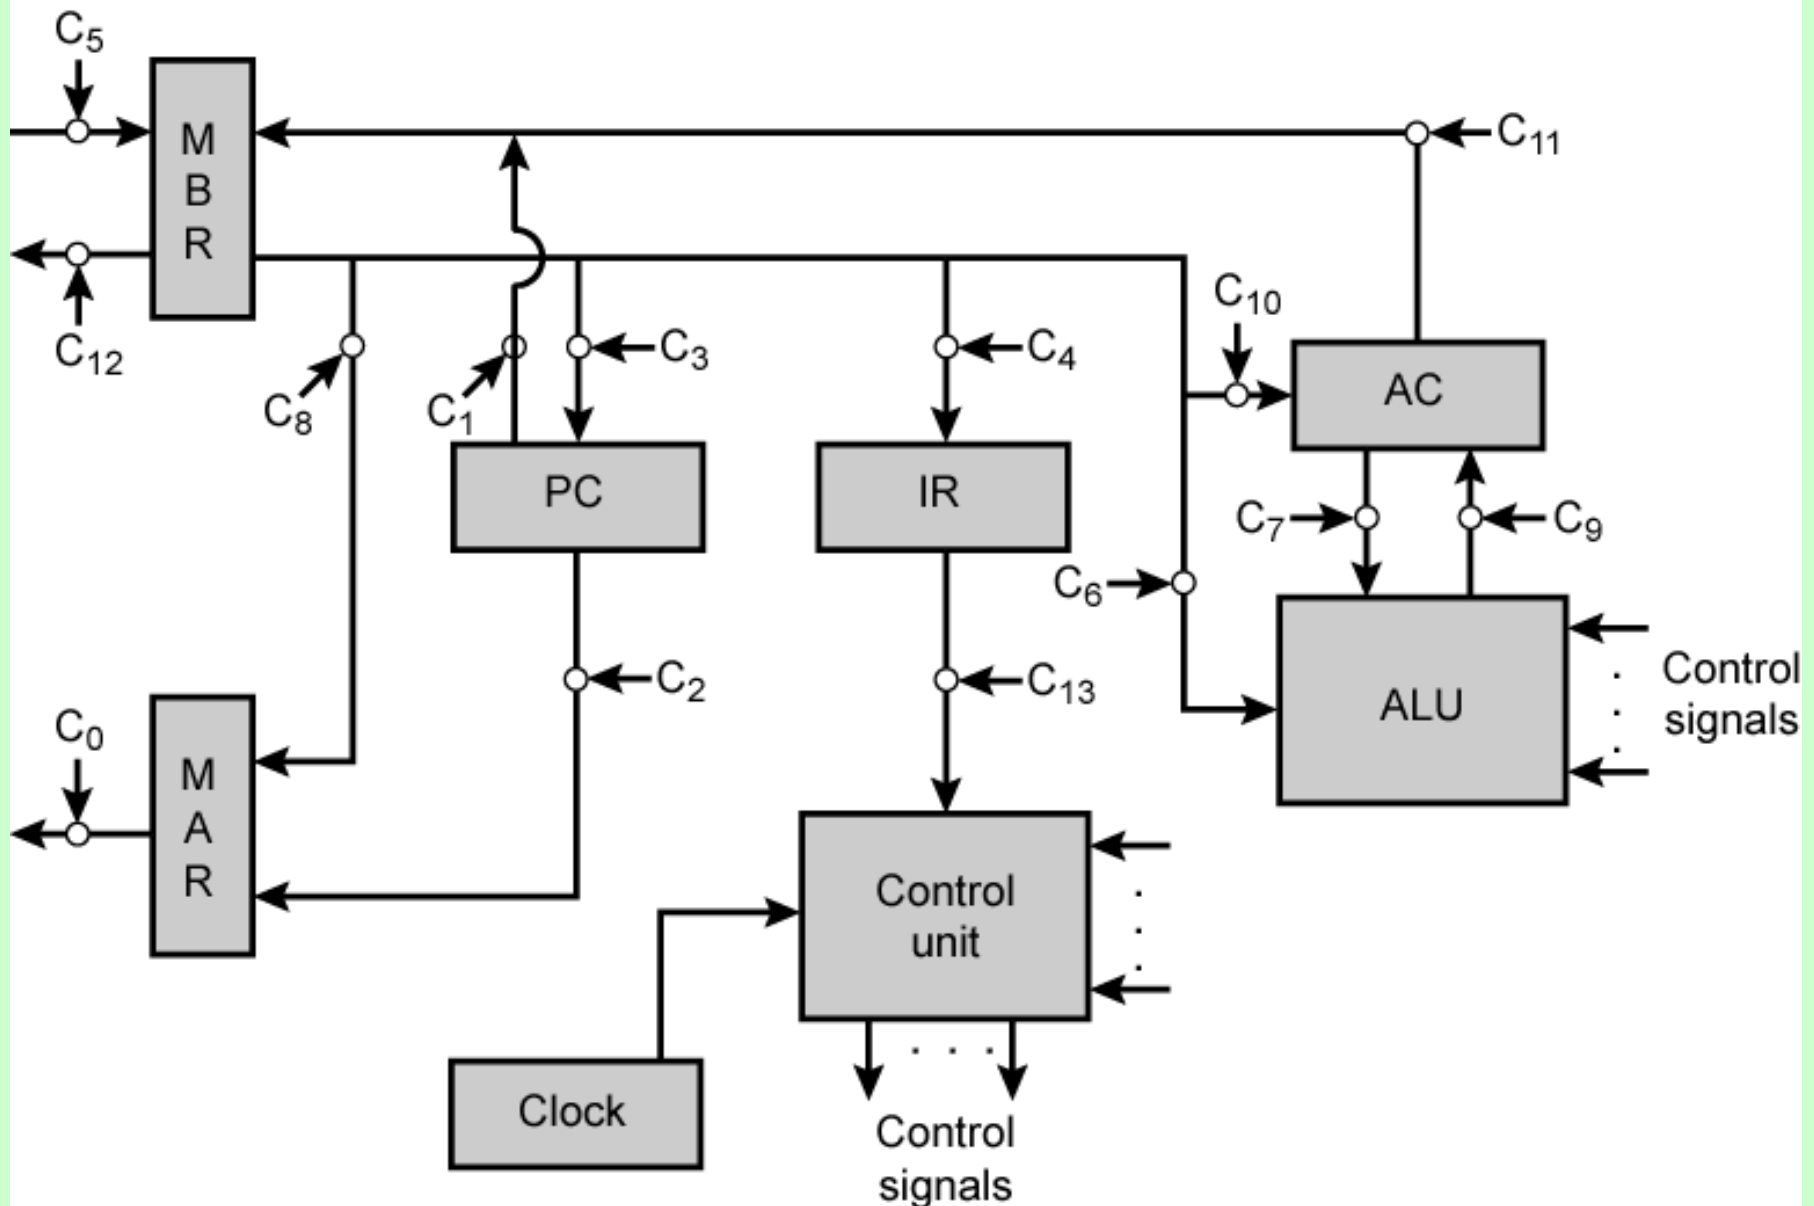 C5
M
B
R
C11
C12
C8
C1
C3
C4
C10
AC
PC
IR
C7
C9
C6
C2
C13
ALU
Control
signals
C0
M
A
R
Control
unit
Clock
Control
signals